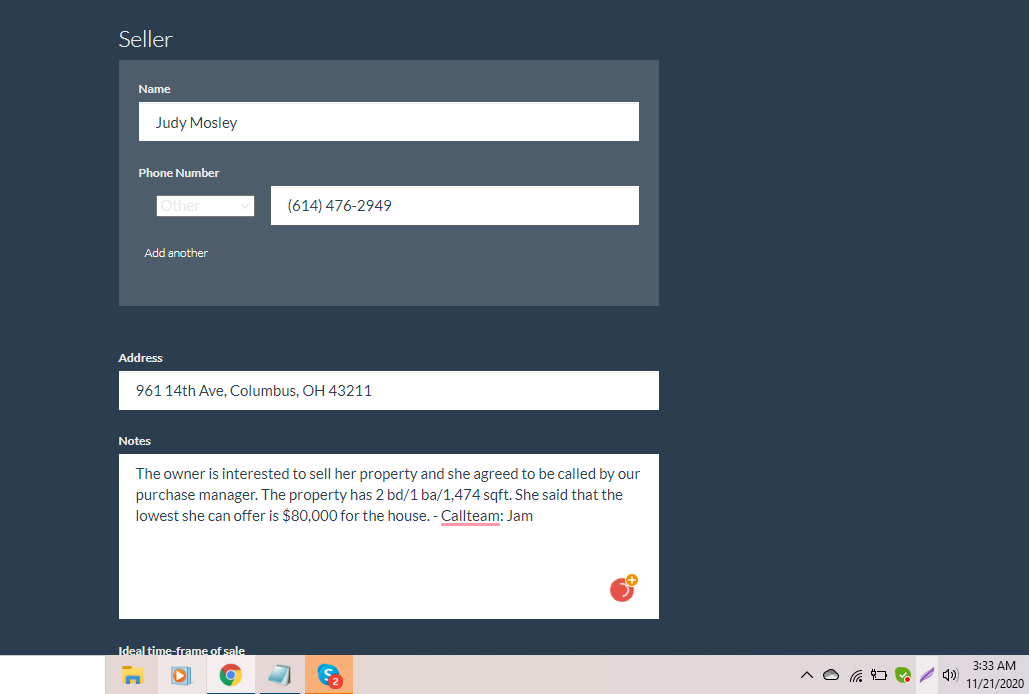 Seller
Name
Judy Mosley
Phone Number
Other
(614) 476-2949
Add another
Address
961 14th Ave, Columbus, OH 43211
Notes
The owner is interested to sell her property and she agreed to be called by our
purchase manager. The property has 2 bd/1 ba/1,474 sqft. She said that the
lowest she can offer is $80,000 for the house. - Callteam: Jam
Ideal time-frame of sale
2
3:33 AM
11/21/2020